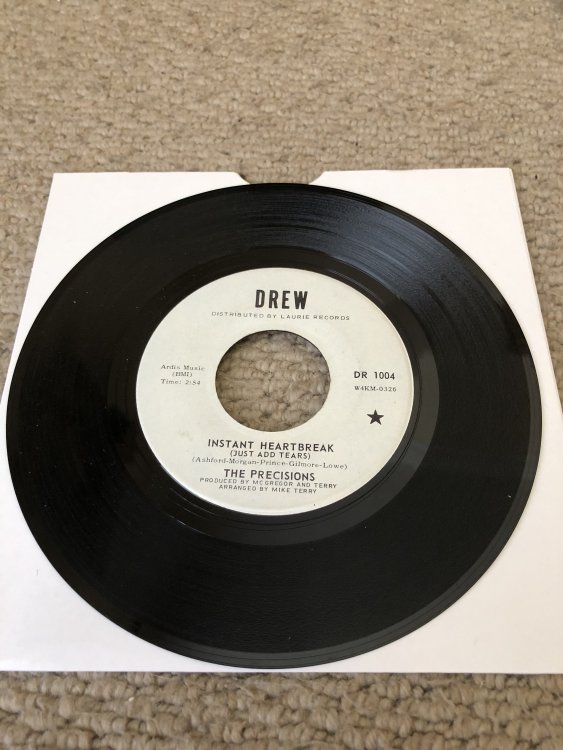 DREW
DISTRIBUTED BY LAURIE RECORDS
Ardis Music
(BMI)
Time: 2:54
DR 1004
W4KM-0326
INSTANT HEARTBREAK
(JUST ADD TEARS)
(Ashford-Morgan-Prince-Gilmore-Lowe)
THE PRECISIONS
PRODUCED BY MCGREGOR AND TERRY
ARRANGED BY MIKE TERRY